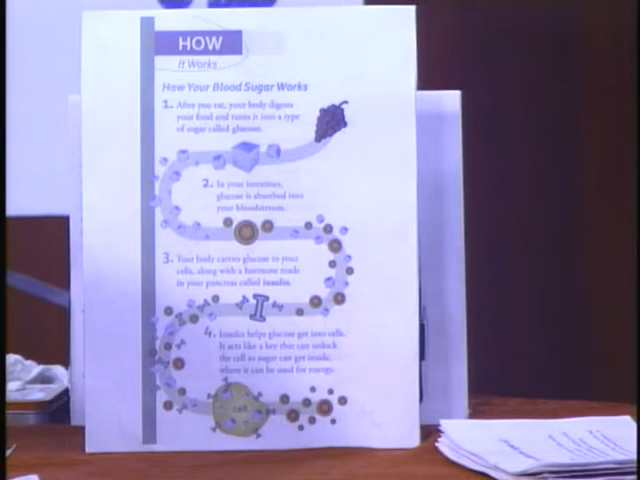 HOW
It Works
How Your Blood Sugar Works
1. After you eat, your body digests
your food and turns it into a type
of sugar called glucose.
2. In your intestines,
glucose is absorbed into
your bloodstream.
3. Your body carries glucose to your
cells, along with a hormone made
in your pancreas called insulin.
I
4. Insulin helps glucose get into cells.
It acts like a key that can unlock
the cell so sugar can get inside,
where it can be used for energy.
cell